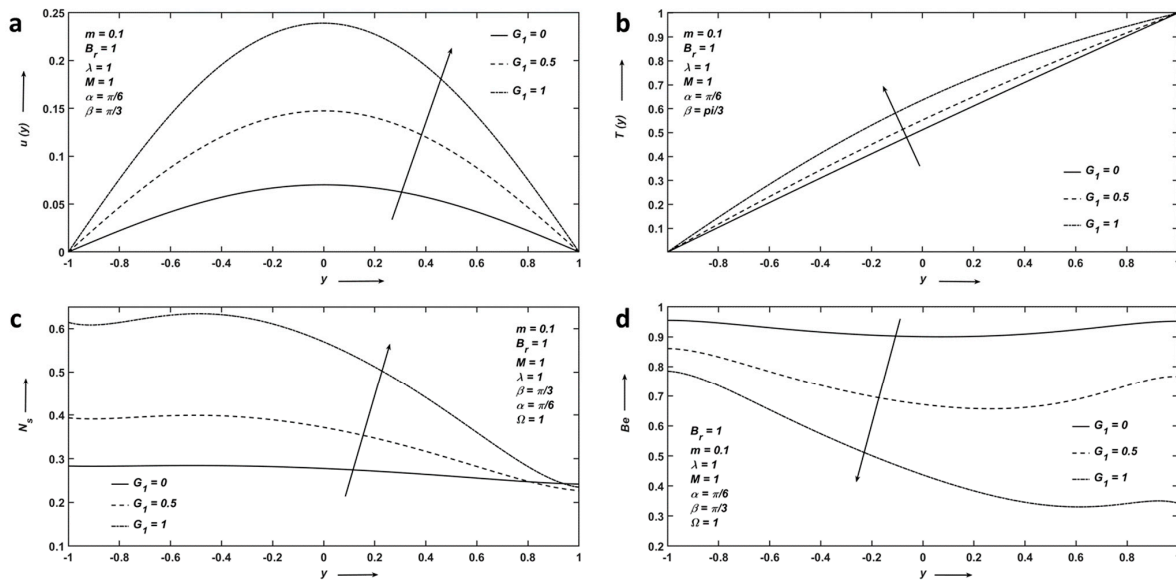 a
0.25
0.2
0.15
0.1
0.05
0
u (y)
m = 0.1
B_r = 1
λ = 1
M = 1
α = π/6
β = π/3
G_1 = 0
G_1 = 0.5
G_1 = 1
-1 -0.8 -0.6 -0.4 -0.2 0 0.2 0.4 0.6 0.8 1
y
b
1
0.9
0.8
0.7
0.6
0.5
0.4
0.3
0.2
0.1
T (y)
m = 0.1
B_r = 1
λ = 1
M = 1
α = π/6
β = pi/3
G_1 = 0
G_1 = 0.5
G_1 = 1
-0.8 -0.6 -0.4 -0.2 0 0.2 0.4 0.6 0.8 1
y
c
0.6
0.5
0.4
0.3
0.2
0.1
N_s
m = 0.1
B_r = 1
M = 1
λ = 1
β = π/3
α = π/6
Ω = 1
G_1 = 0
G_1 = 0.5
G_1 = 1
-1 -0.8 -0.6 -0.4 -0.2 0 0.2 0.4 0.6 0.8 1
y
d
1
0.9
0.8
0.7
0.6
0.5
0.4
0.3
0.2
Be
B_r = 1
m = 0.1
λ = 1
M = 1
α = π/6
β = π/3
Ω = 1
G_1 = 0
G_1 = 0.5
G_1 = 1
-1 -0.8 -0.6 -0.4 -0.2 0 0.2 0.4 0.6 0.8 1
y